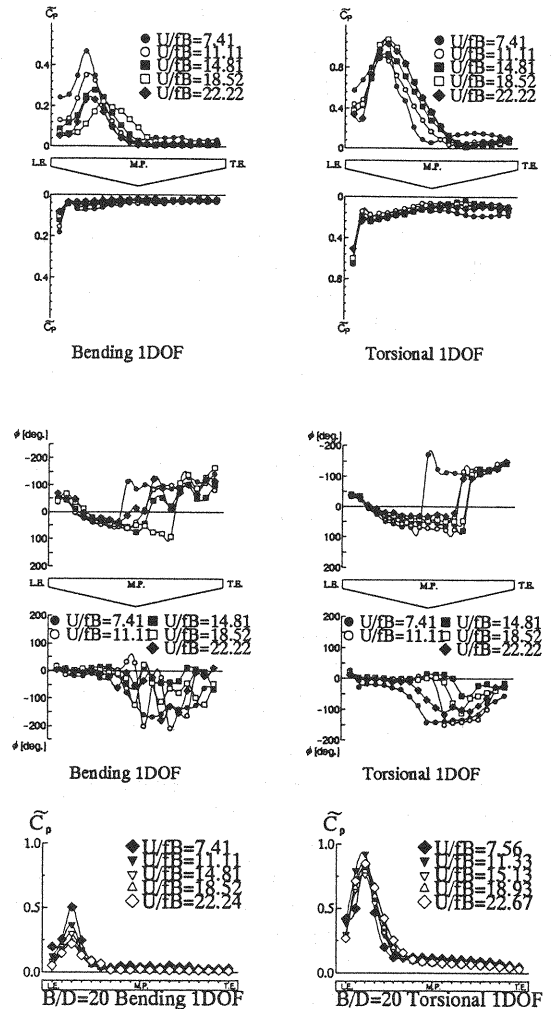 C̃p C̃p
U/fB=7.41 U/fB=7.41
U/fB=11.11 U/fB=11.11
U/fB=14.81 U/fB=14.81
U/fB=18.52 U/fB=18.52
U/fB=22.22 U/fB=22.22
0.4 0.8
0.2 0.4
0 0
L.E. M.P. T.E. L.E. M.P. T.E.
0 0
0.2 0.4
0.4 0.8
C̃p C̃p
Bending 1DOF Torsional 1DOF
ϕ [deg.] ϕ [deg.]
-200 -200
-100 -100
0 0
100 100
200 200
L.E. M.P. T.E. L.E. M.P. T.E.
200 200
U/fB=7.41 U/fB=14.81 U/fB=7.41 U/fB=14.81
100 U/fB=11.11 U/fB=18.52 100 U/fB=11.11 U/fB=18.52
U/fB=22.22 U/fB=22.22
0 0
-100 -100
-200 -200
ϕ [deg.] ϕ [deg.]
Bending 1DOF Torsional 1DOF
C̃p C̃p
1.0 U/fB=7.41 1.0 U/fB=7.56
U/fB=11.11 U/fB=11.33
U/fB=14.81 U/fB=15.13
U/fB=18.52 U/fB=18.93
U/fB=22.24 U/fB=22.67
0.5 0.5
0.0 0.0
L.E. M.P. T.E. L.E. M.P. T.E.
B/D=20 Bending 1DOF B/D=20 Torsional 1DOF